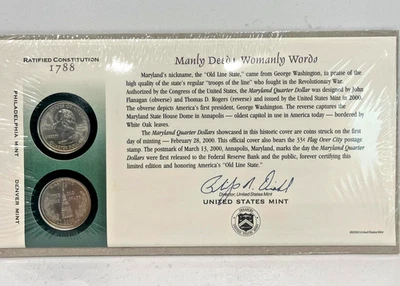 RATIFIED CONSTITUTION
1788
PHILADELPHIA MINT
DENVER MINT
Manly Deeds Womanly Words
Maryland's nickname, the "Old Line State," came from George Washington, in praise of the
high quality of the state's regular "troops of the line" who fought in the Revolutionary War.
Authorized by the Congress of the United States, the Maryland Quarter Dollar was designed by John
Flanagan (obverse) and Thomas D. Rogers (reverse) and issued by the United States Mint in 2000.
The obverse depicts America's first president, George Washington. The reverse captures the
Maryland State House Dome in Annapolis — oldest capitol in use in America today — bordered by
White Oak leaves.
The Maryland Quarter Dollars showcased in this historic cover are coins struck on the first
day of minting — February 28, 2000. This official cover also bears the 33¢ Flag Over City postage
stamp. The postmark of March 13, 2000, Annapolis, Maryland, marks the day the Maryland Quarter
Dollars were first released to the Federal Reserve Bank and the public, forever certifying this
limited edition and honoring America's "Old Line State."
Director, United States Mint
UNITED STATES MINT
©2000 United States Mint